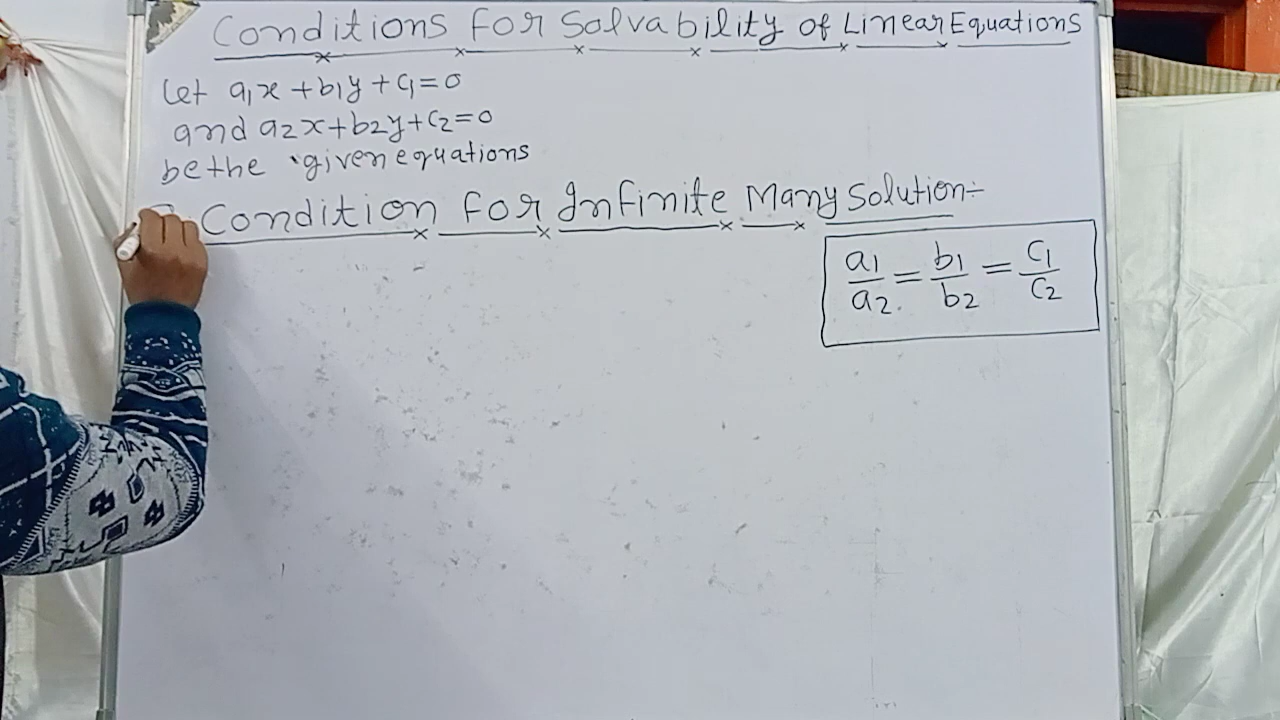 Conditions for Solvability of Linear Equations
Let a₁x + b₁y + c₁ = 0
and a₂x + b₂y + c₂ = 0
be the given equations
Condition for Infinite Many Solution:-
a₁/a₂ = b₁/b₂ = c₁/c₂